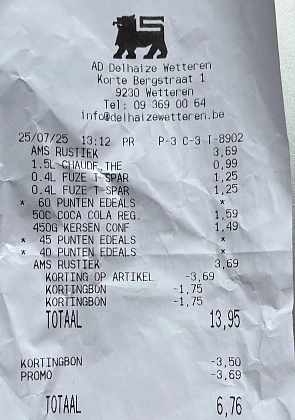 AD Delhaize Wetteren
Korte Bergstraat 1
9230 Wetteren
Tel: 09 369 00 64
info@delhaizewetteren.be
25/07/25 13:12 PR P-3 C-3 T-8902
AMS RUSTIEK 3,69
1.5L CHAUDF.THE 0,99
0.4L FUZE T-SPAR 1,25
0.4L FUZE T-SPAR 1,25
* 60 PUNTEN EDEALS *
50C COCA COLA REG. 1,59
450G KERSEN CONF 1,49
* 45 PUNTEN EDEALS *
* 40 PUNTEN EDEALS *
AMS RUSTIEK 3,69
KORTING OP ARTIKEL -3,69
KORTINGBON -1,75
KORTINGBON -1,75
TOTAAL 13,95
KORTINGBON -3,50
PROMO -3,69
TOTAAL 6,76